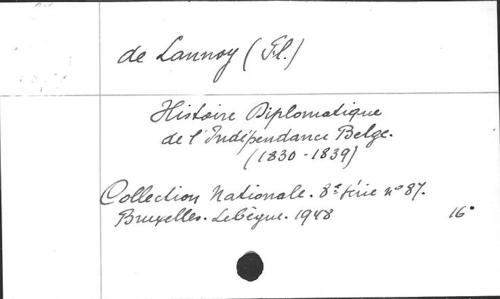 de Lannoy (Fl.)
Histoire Diplomatique
de l'Indépendance Belge.
(1830-1839)
Collection Nationale. 8e série n° 87.
Bruxelles. Lebègue. 1948 16°